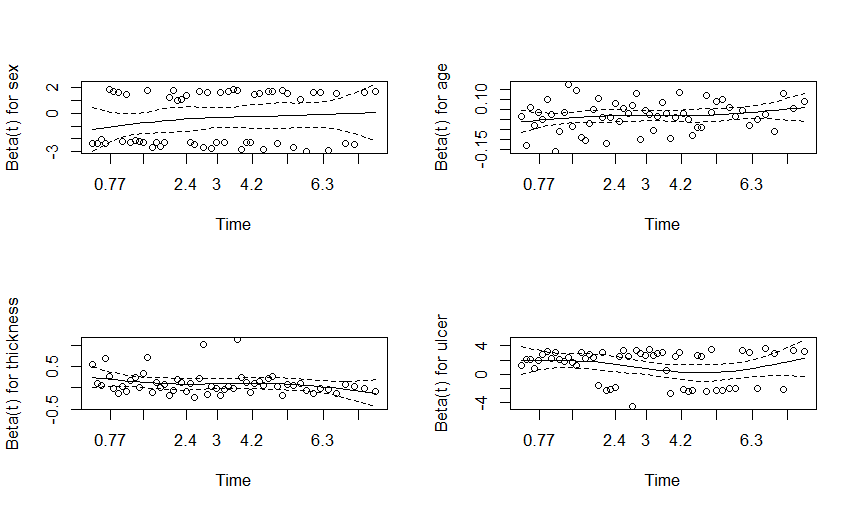 Beta(t) for sex
2
0
-3
0.77 2.4 3 4.2 6.3
Time
Beta(t) for age
0.10
-0.15
0.77 2.4 3 4.2 6.3
Time
Beta(t) for thickness
0.5
-0.5
0.77 2.4 3 4.2 6.3
Time
Beta(t) for ulcer
4
0
-4
0.77 2.4 3 4.2 6.3
Time